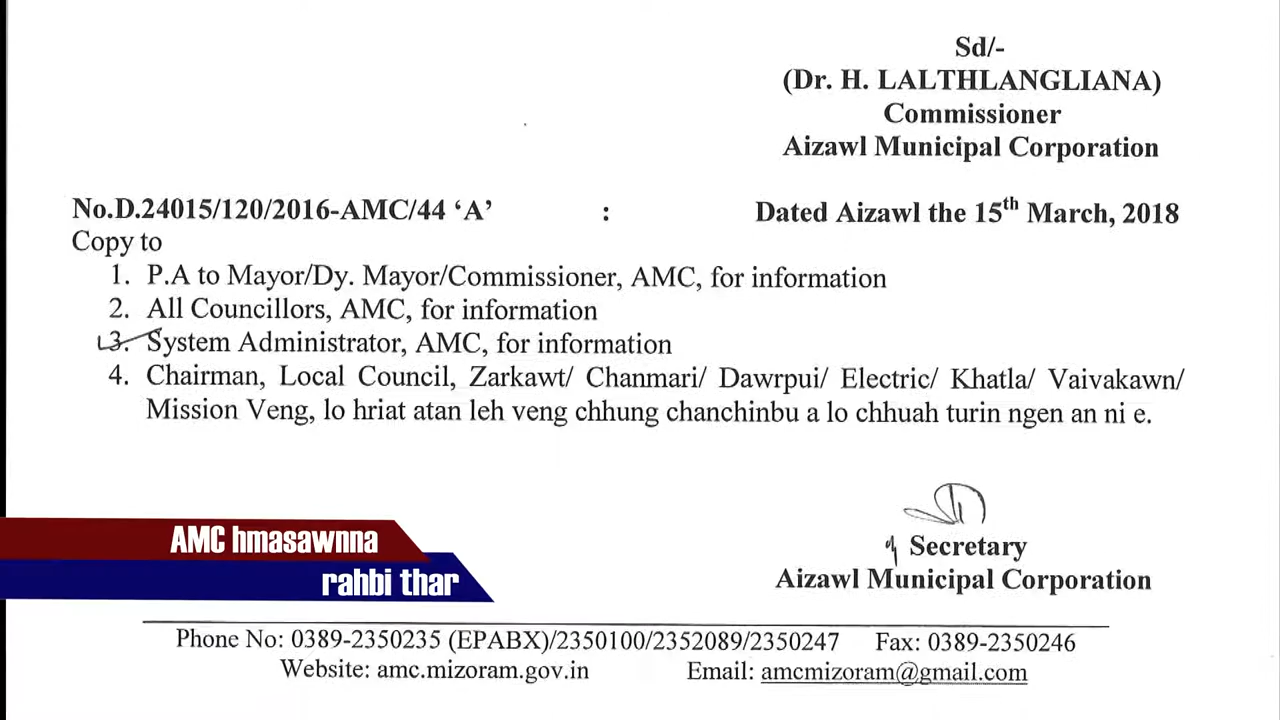 Sd/-
(Dr. H. LALTHLANGLIANA)
Commissioner
Aizawl Municipal Corporation
No.D.24015/120/2016-AMC/44 ‘A’ : Dated Aizawl the 15th March, 2018
Copy to
1. P.A to Mayor/Dy. Mayor/Commissioner, AMC, for information
2. All Councillors, AMC, for information
3. System Administrator, AMC, for information
4. Chairman, Local Council, Zarkawt/ Chanmari/ Dawrpui/ Electric/ Khatla/ Vaivakawn/
Mission Veng, lo hriat atan leh veng chhung chanchinbu a lo chhuah turin ngen an ni e.
Secretary
Aizawl Municipal Corporation
AMC hmasawnna
rahbi thar
Phone No: 0389-2350235 (EPABX)/2350100/2352089/2350247 Fax: 0389-2350246
Website: amc.mizoram.gov.in Email: amcmizoram@gmail.com